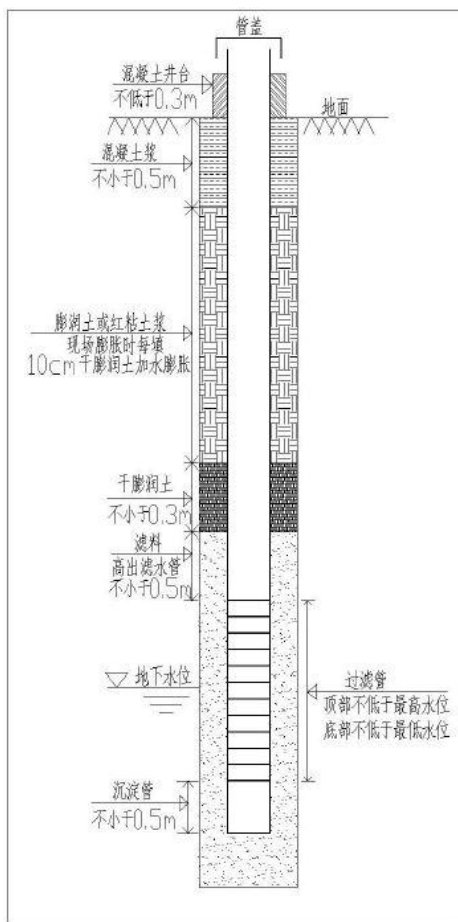 管盖
混凝土井台
不低于0.3m
地面
混凝土浆
不小于0.5m
膨润土或红粘土浆
现场膨胀时每填
10cm干膨润土加水膨胀
干膨润土
不小于0.3m
滤料
高出滤水管
不小于0.5m
地下水位
过滤管
顶部不低于最高水位
底部不低于最低水位
沉淀管
不小于0.5m